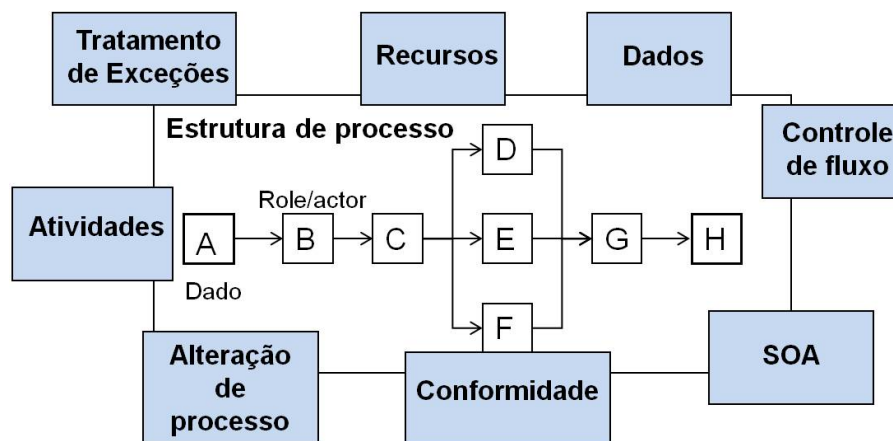 Tratamento
de Exceções
Recursos
Dados
Estrutura de processo
Controle
de fluxo
D
Role/actor
Atividades
A
B
C
E
G
H
Dado
F
Alteração
de
processo
Conformidade
SOA